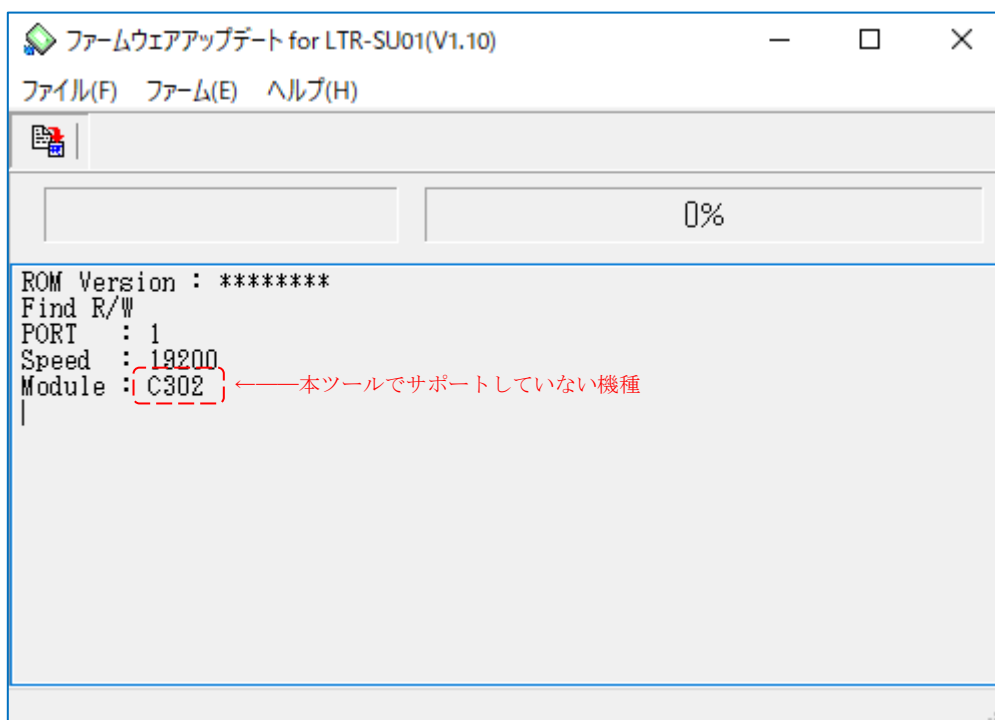 ファームウェアアップデート for LTR-SU01(V1.10)
ファイル(F) ファーム(E) ヘルプ(H)
0%
ROM Version : ********
Find R/W
PORT : 1
Speed : 19200
Module : C302 ←──本ツールでサポートしていない機種